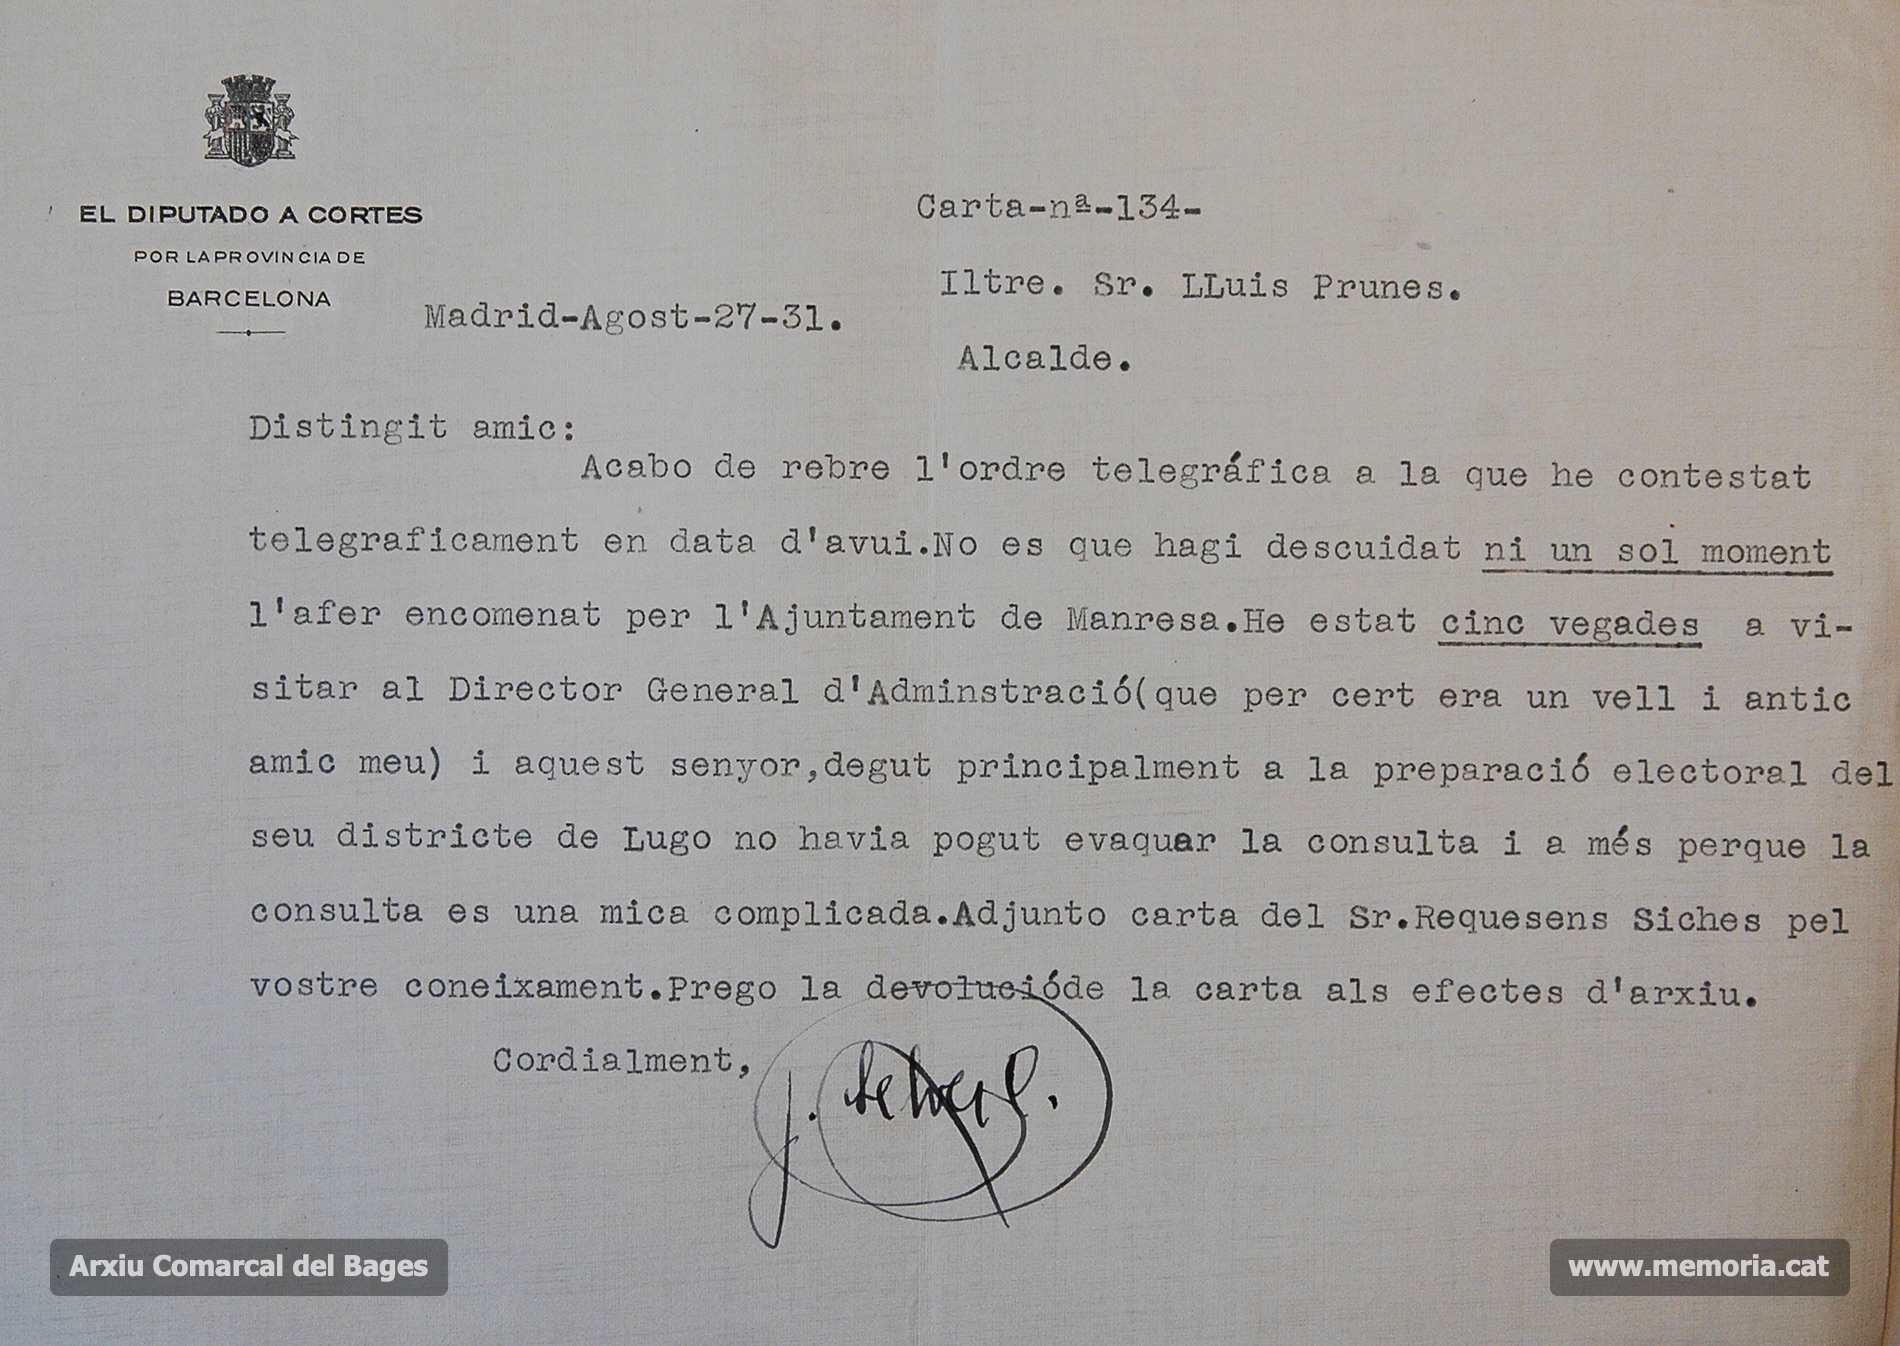 EL DIPUTADO A CORTES
POR LA PROVINCIA DE
BARCELONA
Madrid-Agost-27-31.
Carta-nª-134-
Iltre. Sr. LLuis Prunes.
Alcalde.
Distingit amic:
Acabo de rebre l'ordre telegráfica a la que he contestat
telegraficament en data d'avui.No es que hagi descuidat ni un sol moment
l'afer encomenat per l'Ajuntament de Manresa.He estat cinc vegades a vi-
sitar al Director General d'Adminstració(que per cert era un vell i antic
amic meu) i aquest senyor,degut principalment a la preparació electoral del
seu districte de Lugo no havia pogut evaquar la consulta i a més perque la
consulta es una mica complicada.Adjunto carta del Sr.Requesens Siches pel
vostre coneixament.Prego la devolucióde la carta als efectes d'arxiu.
Cordialment,
J.
Arxiu Comarcal del Bages
www.memoria.cat